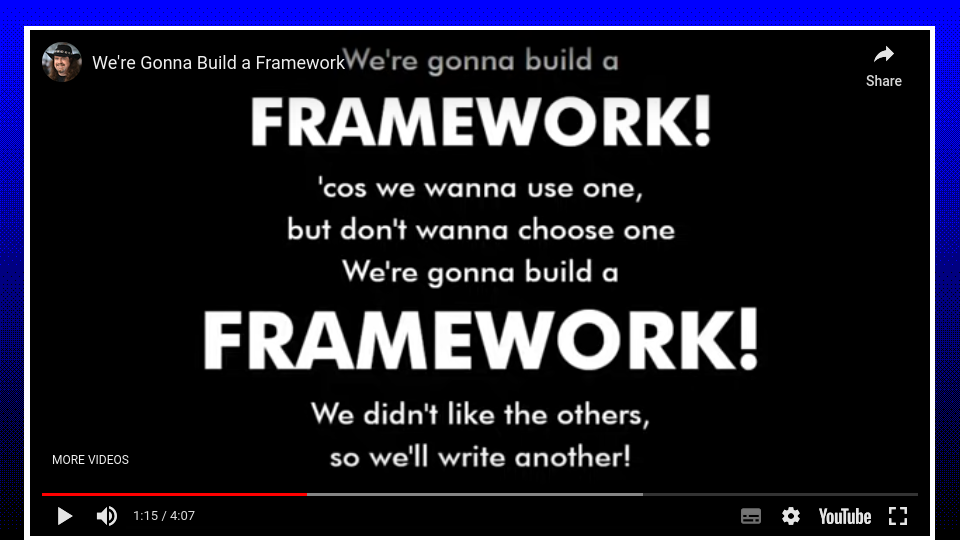 We're Gonna Build a Framework
Share
We're gonna build a
FRAMEWORK!
'cos we wanna use one,
but don't wanna choose one
We're gonna build a
FRAMEWORK!
We didn't like the others,
so we'll write another!
MORE VIDEOS
1:15 / 4:07
YouTube